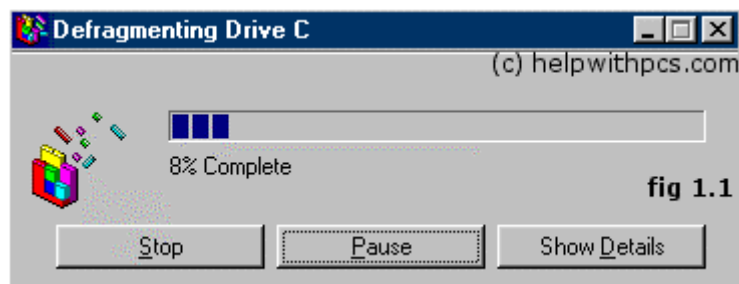 Defragmenting Drive C
(c) helpwithpcs.com
8% Complete
fig 1.1
Stop Pause Show Details